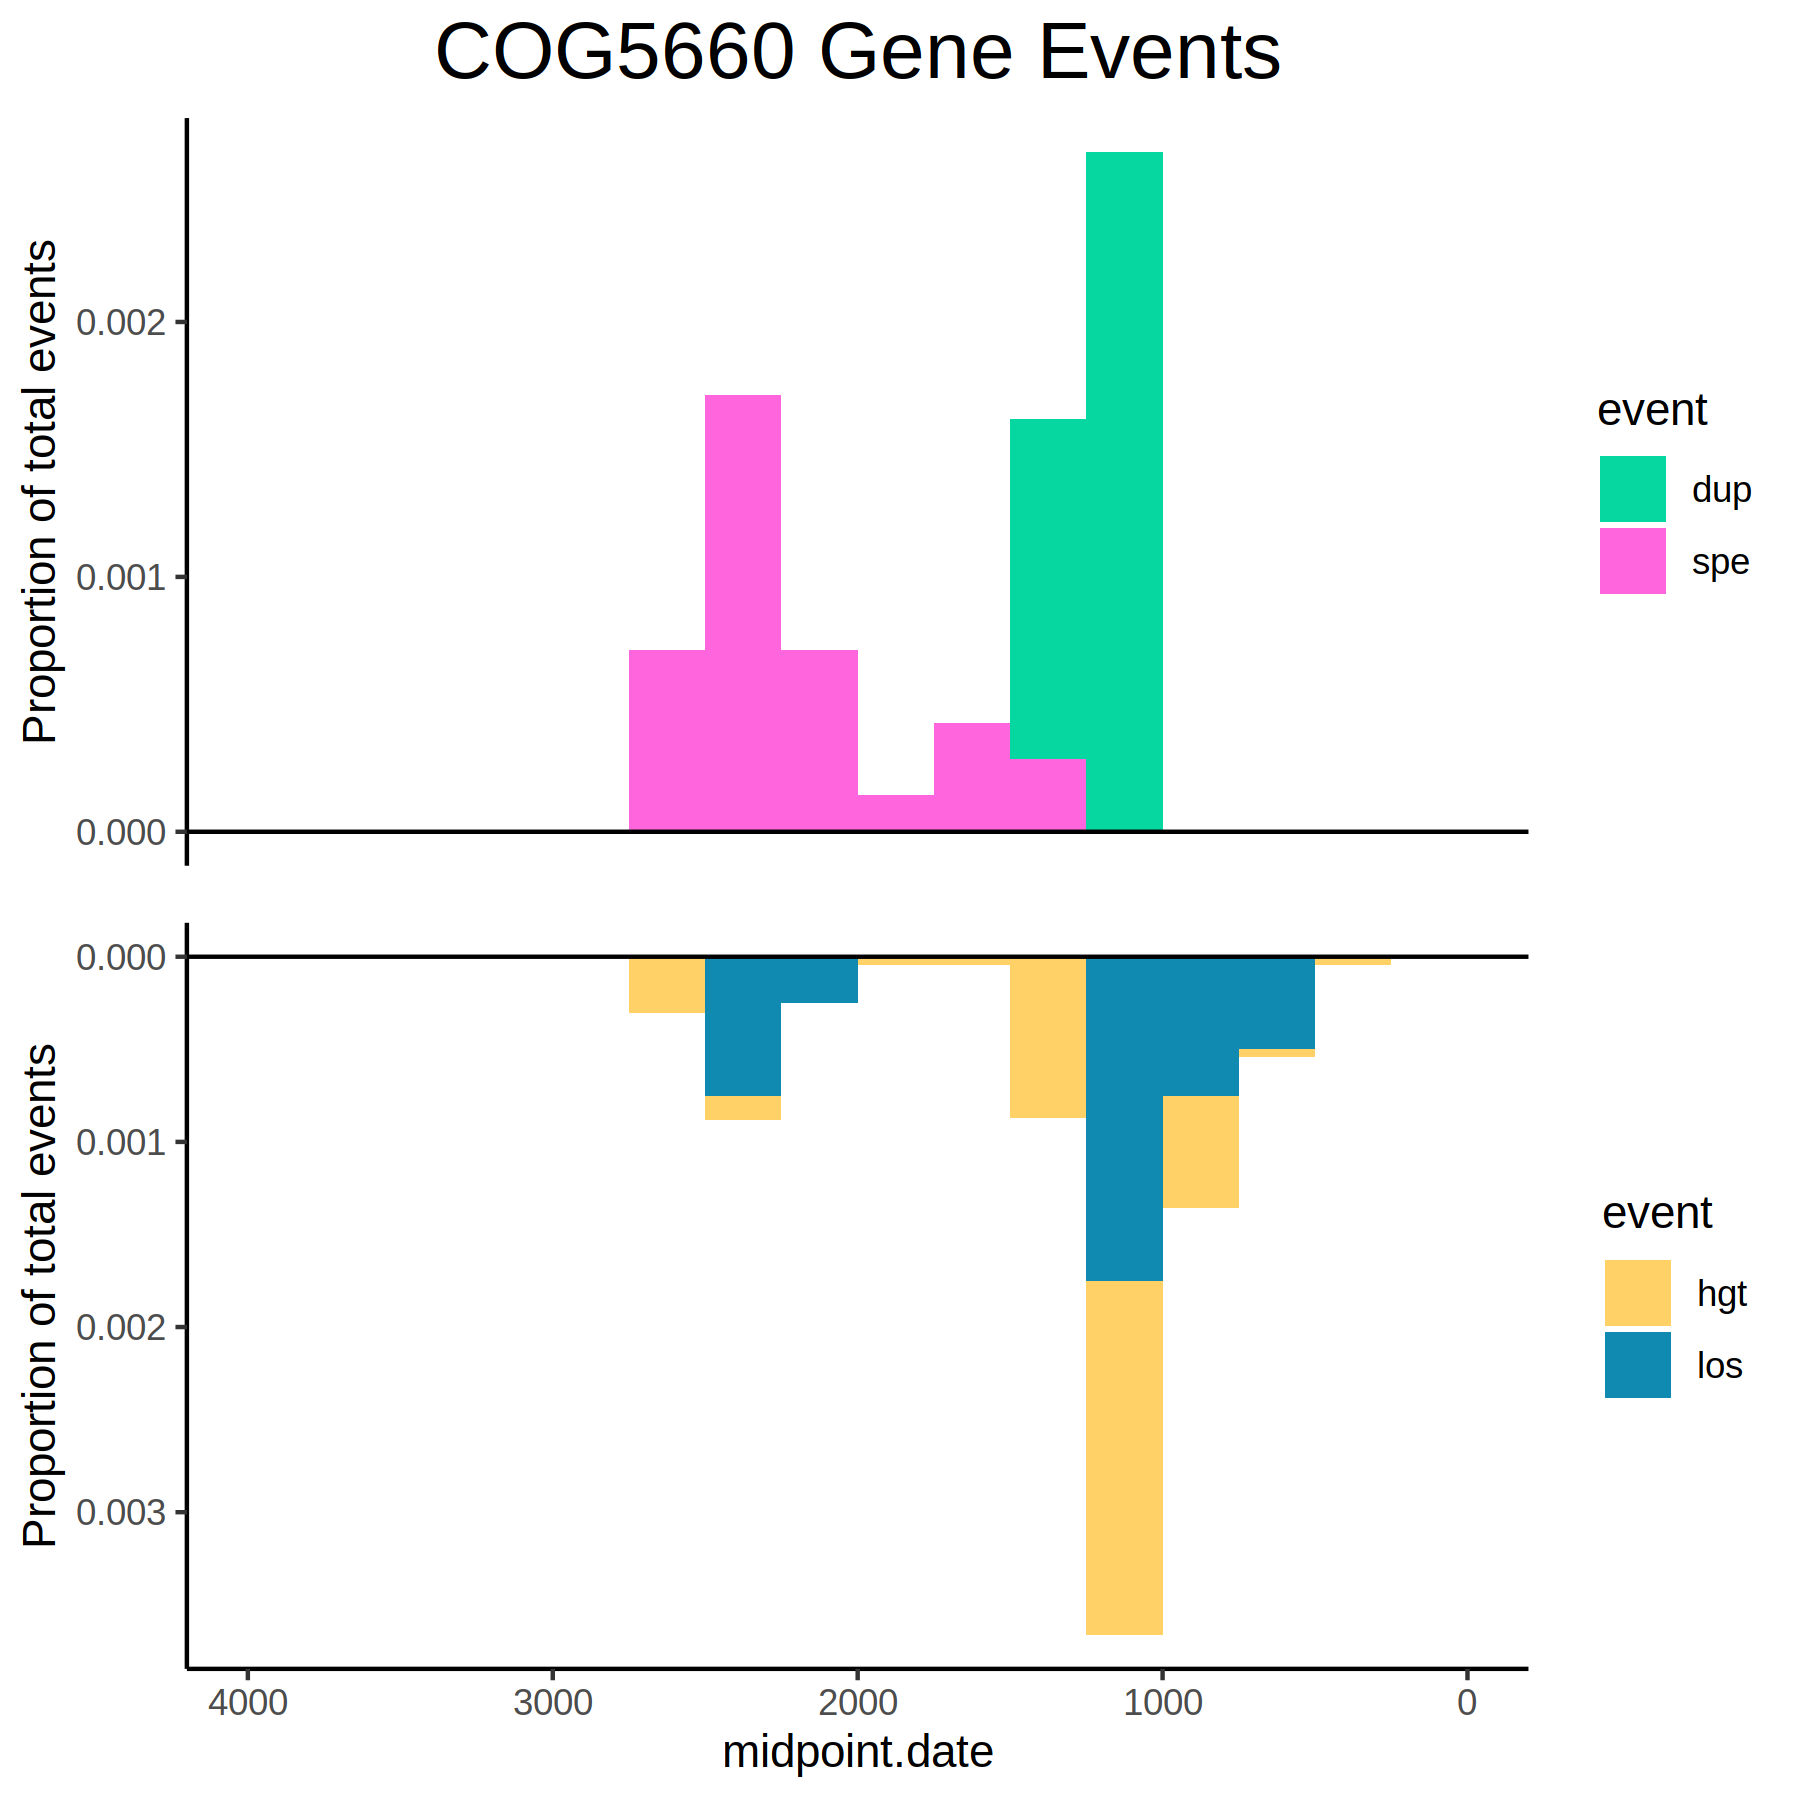 COG5660 Gene Events
Proportion of total events
0.002
0.001
0.000
event
dup
spe
Proportion of total events
0.000
0.001
0.002
0.003
event
hgt
los
4000 3000 2000 1000 0
midpoint.date